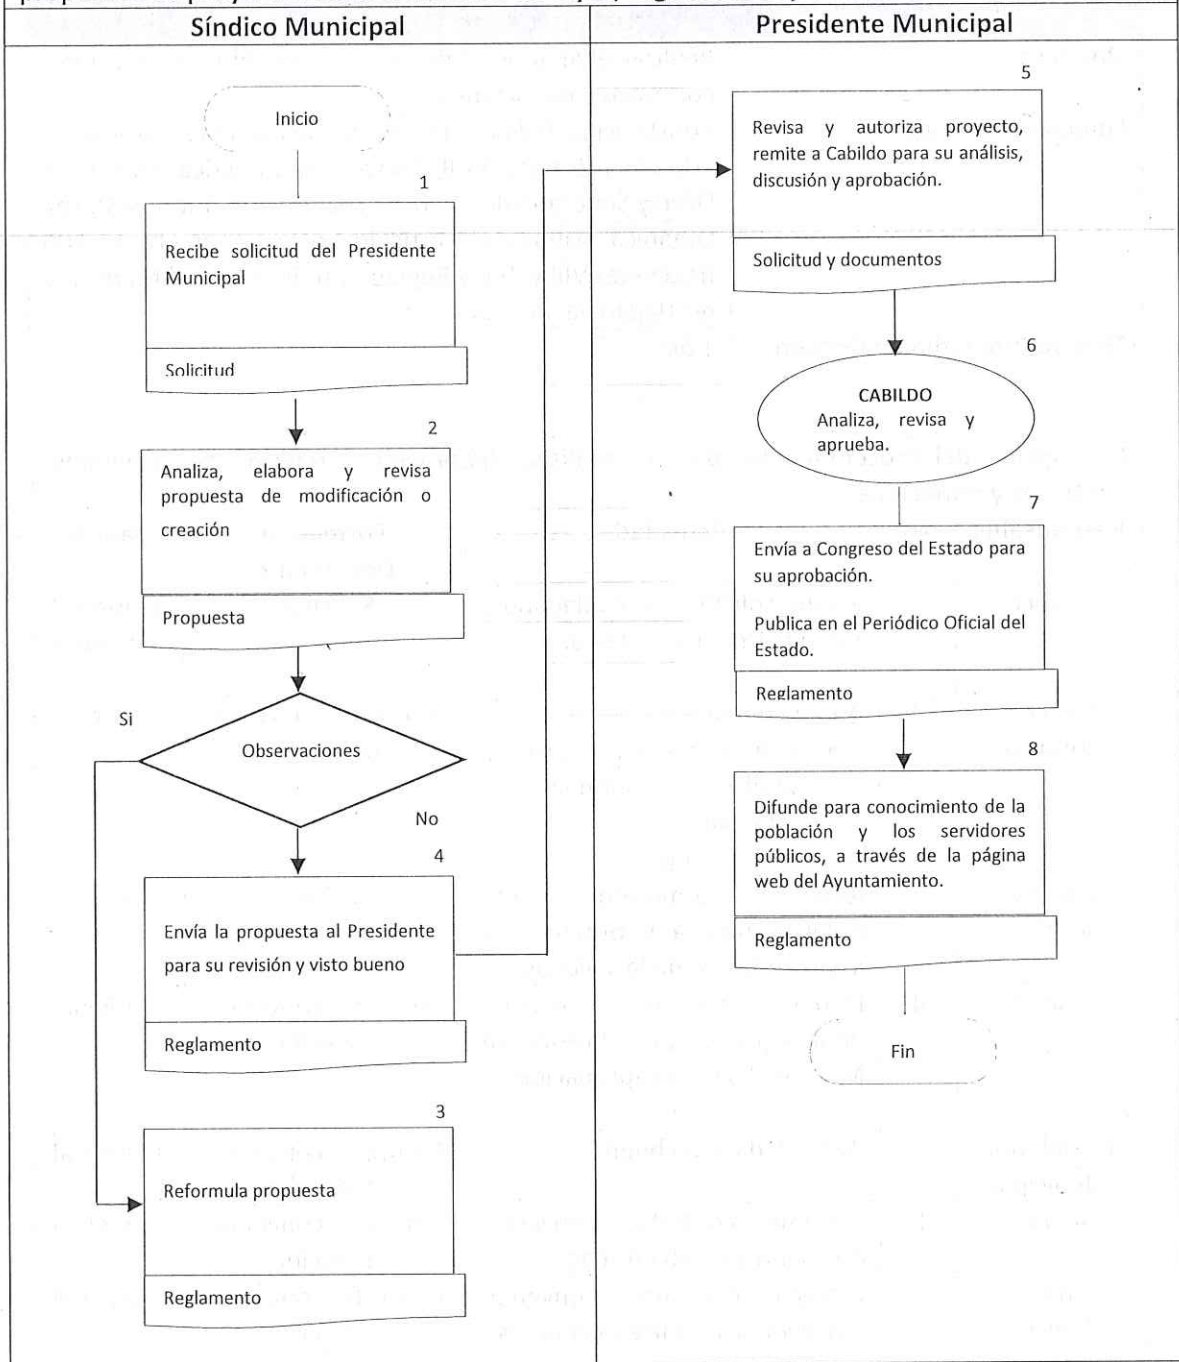 Síndico Municipal
Presidente Municipal
Inicio
1
Recibe solicitud del Presidente
Municipal
Solicitud
2
Analiza, elabora y revisa
propuesta de modificación o
creación
Propuesta
Si
Observaciones
No
4
Envía la propuesta al Presidente
para su revisión y visto bueno
Reglamento
3
Reformula propuesta
Reglamento
5
Revisa y autoriza proyecto,
remite a Cabildo para su análisis,
discusión y aprobación.
Solicitud y documentos
6
CABILDO
Analiza, revisa y
aprueba.
7
Envía a Congreso del Estado para
su aprobación.
Publica en el Periódico Oficial del
Estado.
Reglamento
8
Difunde para conocimiento de la
población y los servidores
públicos, a través de la página
web del Ayuntamiento.
Reglamento
Fin